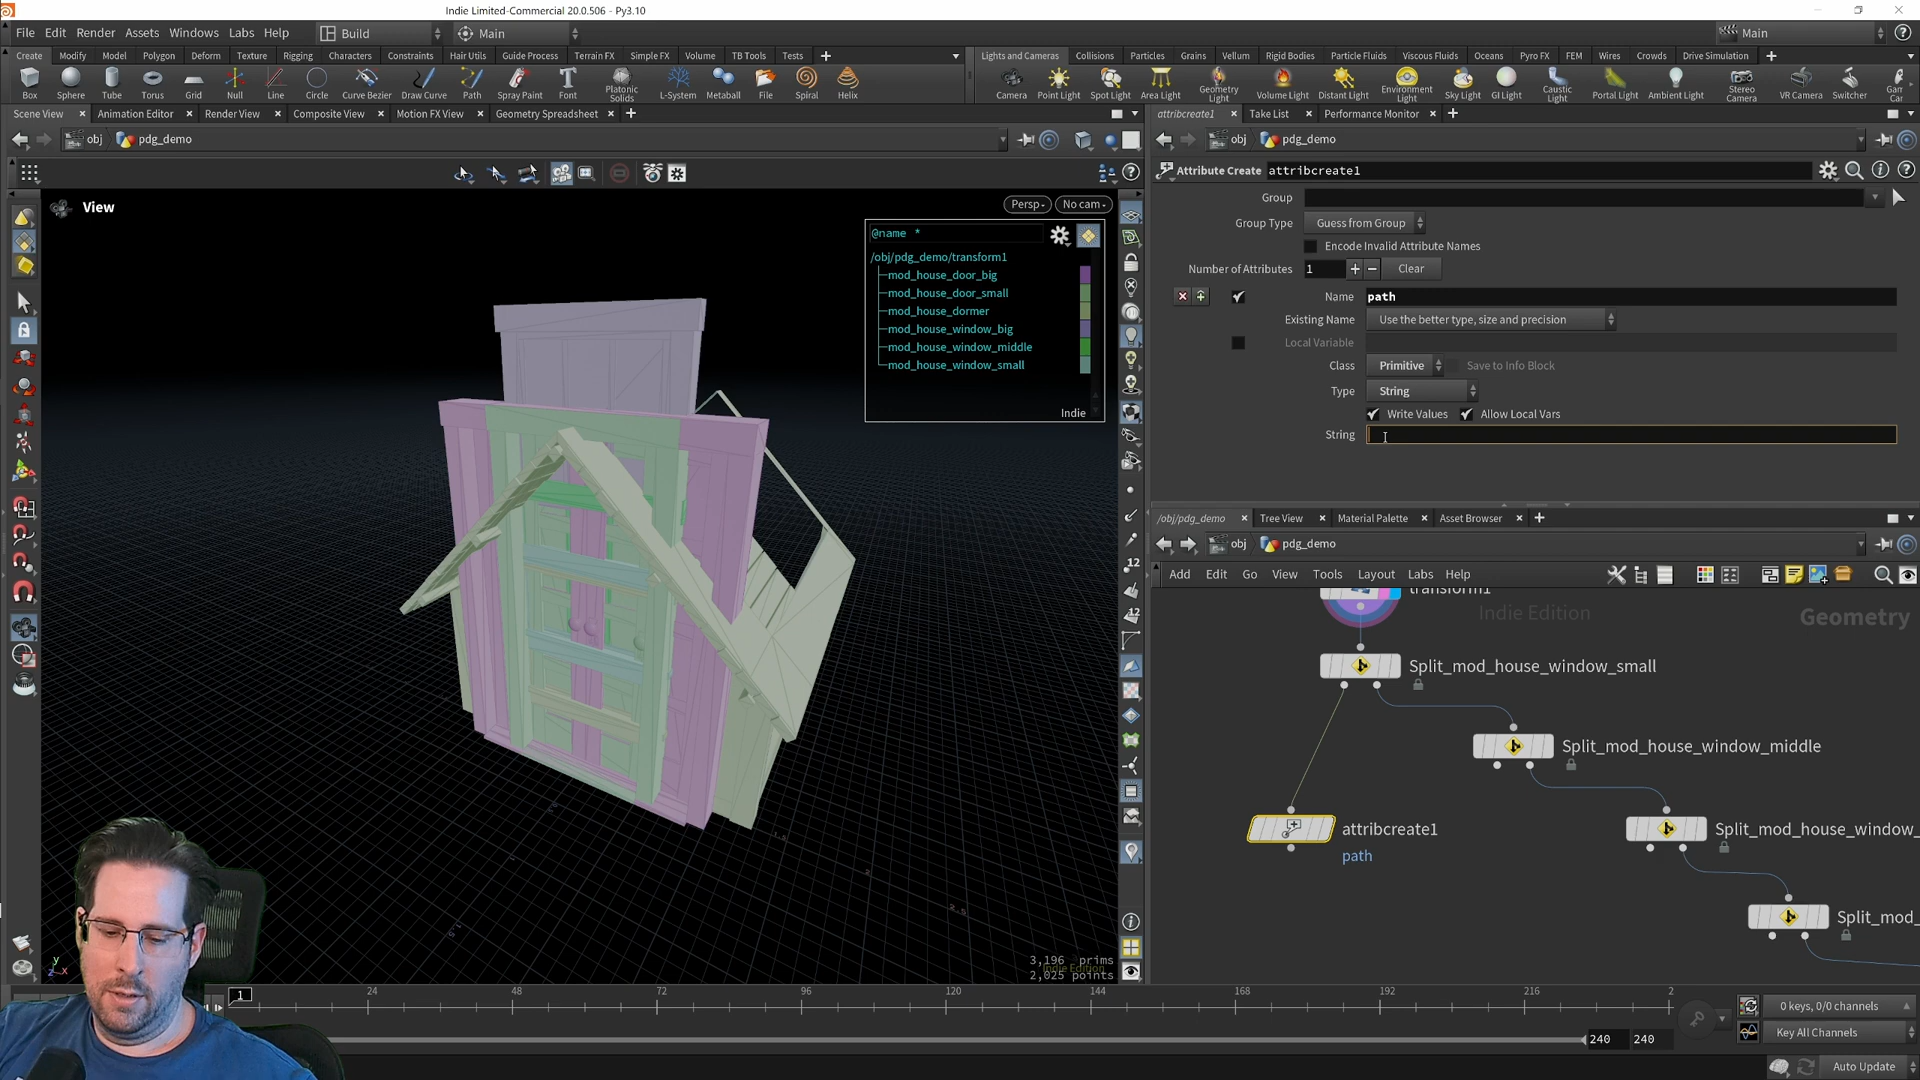 Indie Limited-Commercial 20.0.506 - Py3.10
File Edit Render Assets Windows Labs Help Build Main Main
Create Modify Model Polygon Deform Texture Rigging Characters Constraints Hair Utils Guide Process Terrain FX Simple FX Volume TB Tools Tests
Lights and Cameras Collisions Particles Grains Vellum Rigid Bodies Particle Fluids Viscous Fluids Oceans Pyro FX FEM Wires Crowds Drive Simulation
Box Sphere Tube Torus Grid Null Line Circle Curve Bezier Draw Curve Path Spray Paint Font Platonic Solids L-System Metaball File Spiral Helix
Camera Point Light Spot Light Area Light Geometry Light Volume Light Distant Light Environment Light Sky Light GI Light Caustic Light Portal Light Ambient Light Stereo Camera VR Camera Switcher
Scene View Animation Editor Render View Composite View Motion FX View Geometry Spreadsheet
attribcreate1 Take List Performance Monitor
obj pdg_demo
obj pdg_demo
Attribute Create attribcreate1
View
Persp No cam
@name *
/obj/pdg_demo/transform1
mod_house_door_big
mod_house_door_small
mod_house_dormer
mod_house_window_big
mod_house_window_middle
mod_house_window_small
Indie
Group
Group Type Guess from Group
Encode Invalid Attribute Names
Number of Attributes 1 Clear
Name path
Existing Name Use the better type, size and precision
Local Variable
Class Primitive Save to Info Block
Type String
Write Values Allow Local Vars
String
/obj/pdg_demo Tree View Material Palette Asset Browser
obj pdg_demo
Add Edit Go View Tools Layout Labs Help
transform1
Indie Edition
Geometry
Split_mod_house_window_small
Split_mod_house_window_middle
attribcreate1
path
Split_mod_house_window_
Split_mod_
12
12
3,196 prims
2,025 points
Indie Edition
1 24 48 72 96 120 144 168 192 216 2
240 240
0 keys, 0/0 channels
Key All Channels
Auto Update